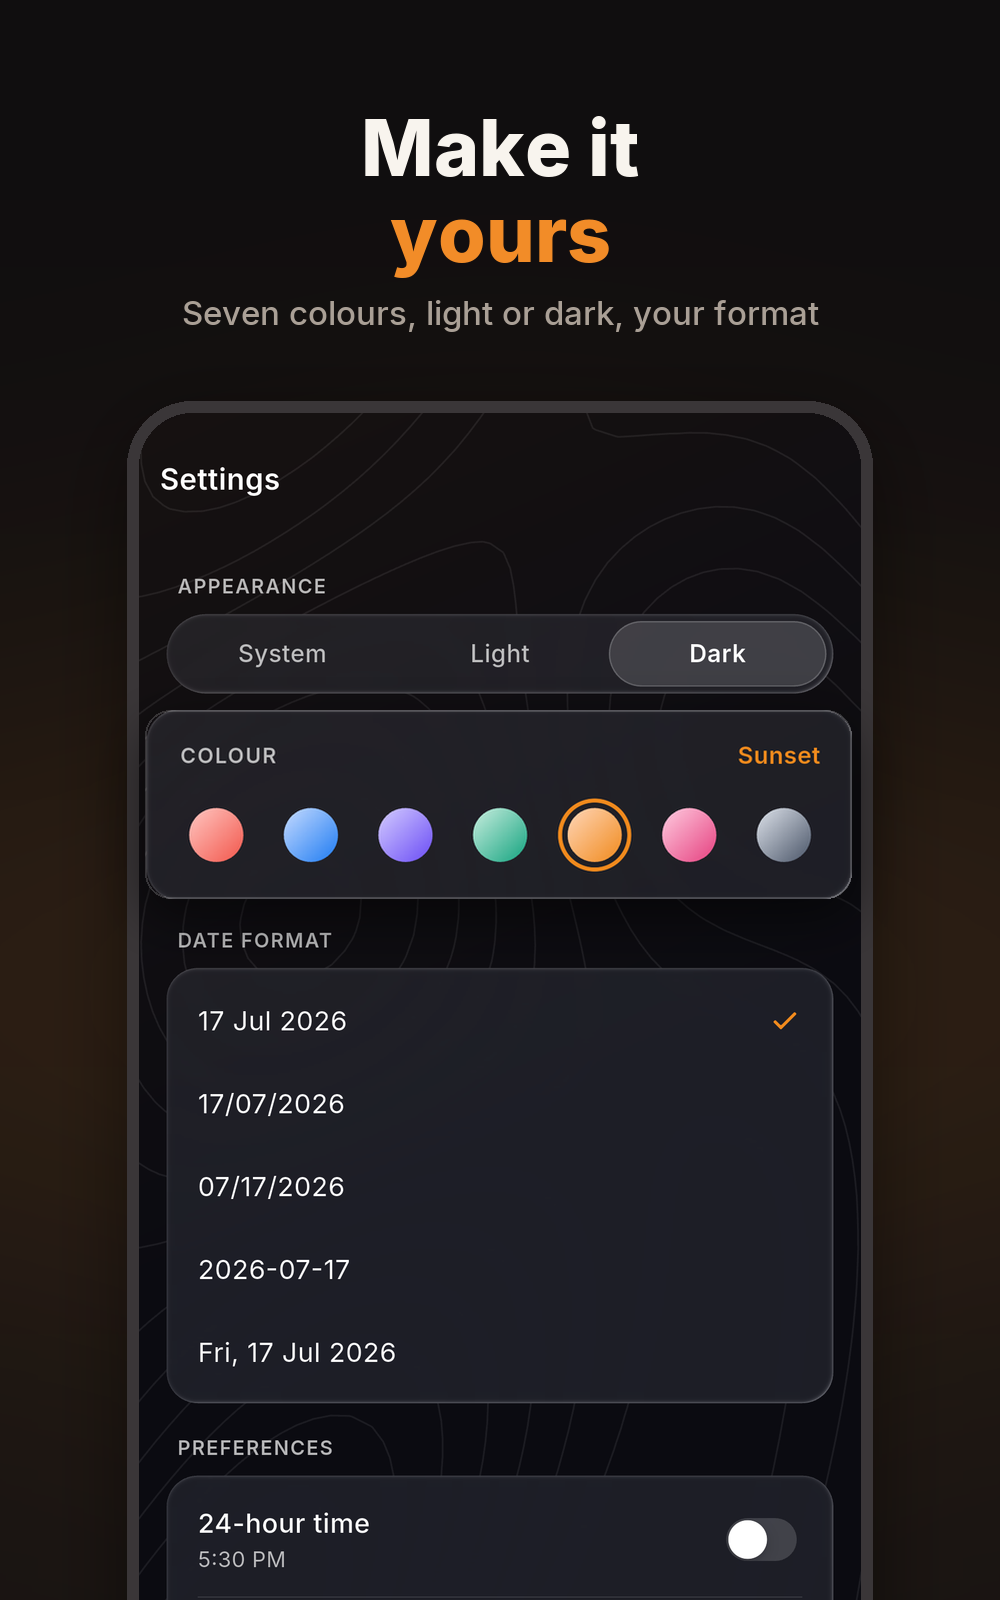 Make it
yours
Seven colours, light or dark, your format
Settings
APPEARANCE
System Light Dark
COLOUR Sunset
DATE FORMAT
17 Jul 2026
17/07/2026
07/17/2026
2026-07-17
Fri, 17 Jul 2026
PREFERENCES
24-hour time
5:30 PM